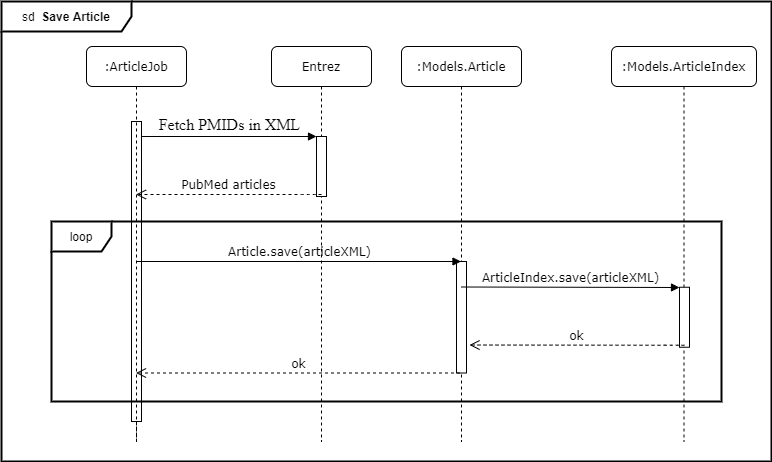 sd Save Article
:ArticleJob
Entrez
:Models.Article
:Models.ArticleIndex
Fetch PMIDs in XML
PubMed articles
loop
Article.save(articleXML)
ArticleIndex.save(articleXML)
ok
ok